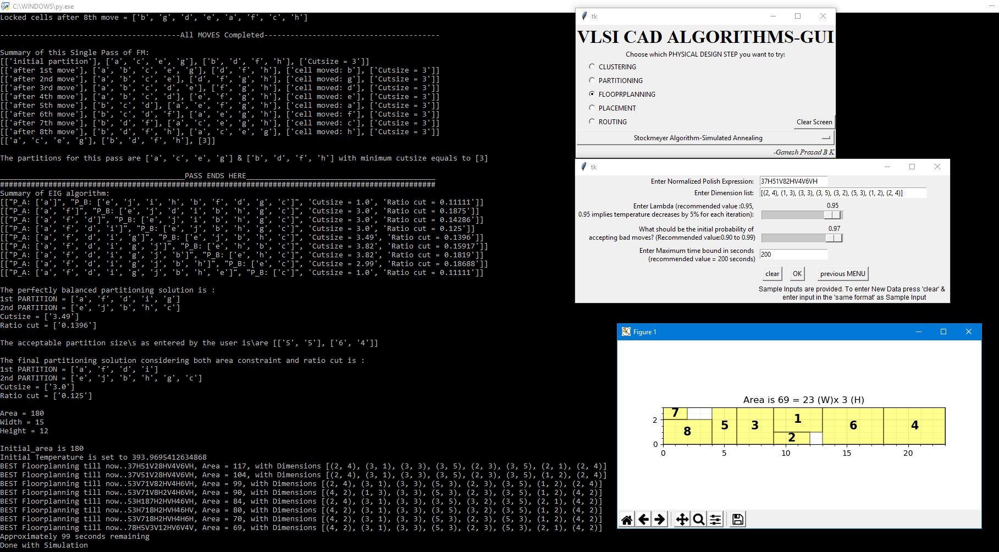 C:\WINDOWS\py.exe
Locked cells after 8th move = ['b', 'g', 'd', 'e', 'a', 'f', 'c', 'h']
-----------------------------------------All MOVES Completed----------------------------------------
Summary of this Single Pass of FM:
[['initial partition'], ['a', 'c', 'e', 'g'], ['b', 'd', 'f', 'h'], ['Cutsize = 3']]
[['after 1st move'], ['a', 'b', 'c', 'e', 'g'], ['d', 'f', 'h'], ['cell moved: b'], ['Cutsize = 3']]
[['after 2nd move'], ['a', 'b', 'c', 'e'], ['d', 'f', 'g', 'h'], ['cell moved: g'], ['Cutsize = 3']]
[['after 3rd move'], ['a', 'b', 'c', 'd', 'e'], ['f', 'g', 'h'], ['cell moved: d'], ['Cutsize = 3']]
[['after 4th move'], ['a', 'b', 'c', 'd'], ['e', 'f', 'g', 'h'], ['cell moved: e'], ['Cutsize = 3']]
[['after 5th move'], ['b', 'c', 'd'], ['a', 'e', 'f', 'g', 'h'], ['cell moved: a'], ['Cutsize = 3']]
[['after 6th move'], ['b', 'c', 'd', 'f'], ['a', 'e', 'g', 'h'], ['cell moved: f'], ['Cutsize = 3']]
[['after 7th move'], ['b', 'd', 'f'], ['a', 'c', 'e', 'g', 'h'], ['cell moved: c'], ['Cutsize = 3']]
[['after 8th move'], ['b', 'd', 'f', 'h'], ['a', 'c', 'e', 'g'], ['cell moved: h'], ['Cutsize = 3']]
[['a', 'c', 'e', 'g'], ['b', 'd', 'f', 'h'], [3]]
The partitions for this pass are ['a', 'c', 'e', 'g'] & ['b', 'd', 'f', 'h'] with minimum cutsize equals to [3]
__________________________________________PASS ENDS HERE___________________________________________
###################################################################################################
Summary of EIG algorithm:
[["P_A: ['a']", "P_B: ['e', 'j', 'i', 'h', 'b', 'f', 'd', 'g', 'c']", 'Cutsize = 1.0', 'Ratio cut = 0.11111']]
[["P_A: ['a', 'f']", "P_B: ['e', 'j', 'd', 'i', 'b', 'h', 'g', 'c']", 'Cutsize = 3.0', 'Ratio cut = 0.1875']]
[["P_A: ['a', 'f', 'd']", "P_B: ['e', 'j', 'i', 'b', 'h', 'g', 'c']", 'Cutsize = 3.0', 'Ratio cut = 0.14286']]
[["P_A: ['a', 'f', 'd', 'i']", "P_B: ['e', 'j', 'b', 'h', 'g', 'c']", 'Cutsize = 3.0', 'Ratio cut = 0.125']]
[["P_A: ['a', 'f', 'd', 'i', 'g']", "P_B: ['e', 'j', 'b', 'h', 'c']", 'Cutsize = 3.49', 'Ratio cut = 0.1396']]
[["P_A: ['a', 'f', 'd', 'i', 'g', 'j']", "P_B: ['e', 'h', 'b', 'c']", 'Cutsize = 3.82', 'Ratio cut = 0.15917']]
[["P_A: ['a', 'f', 'd', 'i', 'g', 'j', 'b']", "P_B: ['e', 'h', 'c']", 'Cutsize = 3.82', 'Ratio cut = 0.1819']]
[["P_A: ['a', 'f', 'd', 'i', 'g', 'j', 'b', 'h']", "P_B: ['e', 'c']", 'Cutsize = 2.99', 'Ratio cut = 0.18688']]
[["P_A: ['a', 'f', 'd', 'i', 'g', 'j', 'b', 'h', 'e']", "P_B: ['c']", 'Cutsize = 1.0', 'Ratio cut = 0.11111']]
The perfectly balanced partitioning solution is :
1st PARTITION = ['a', 'f', 'd', 'i', 'g']
2nd PARTITION = ['e', 'j', 'b', 'h', 'c']
Cutsize = ['3.49']
Ratio cut = ['0.1396']
The acceptable partition size\s as entered by the user is\are [['5', '5'], ['6', '4']]
The final partitioning solution considering both area constraint and ratio cut is :
1st PARTITION = ['a', 'f', 'd', 'i']
2nd PARTITION = ['e', 'j', 'b', 'h', 'g', 'c']
Cutsize = ['3.0']
Ratio cut = ['0.125']
Area = 180
Width = 15
Height = 12
Initial_area is 180
Initial Temperature is set to 393.9695412634868
BEST Floorplanning till now..37H51V28HV4V6VH, Area = 117, with Dimensions [(2, 4), (3, 1), (3, 3), (3, 5), (2, 3), (3, 5), (2, 1), (2, 4)]
BEST Floorplanning till now..37V51V28HV4V6VH, Area = 104, with Dimensions [(2, 4), (3, 1), (3, 3), (3, 5), (2, 3), (3, 5), (1, 2), (2, 4)]
BEST Floorplanning till now..53V71V82HV4H6VH, Area = 99, with Dimensions [(2, 4), (3, 1), (3, 3), (5, 3), (2, 3), (3, 5), (1, 2), (2, 4)]
BEST Floorplanning till now..53V71V8H2V4H6VH, Area = 90, with Dimensions [(4, 2), (1, 3), (3, 3), (5, 3), (2, 3), (3, 5), (1, 2), (4, 2)]
BEST Floorplanning till now..53H187H2HVH46VH, Area = 84, with Dimensions [(2, 4), (3, 1), (3, 3), (3, 5), (3, 2), (3, 5), (2, 1), (4, 2)]
BEST Floorplanning till now..53H718H2HVH46HV, Area = 80, with Dimensions [(4, 2), (3, 1), (3, 3), (3, 5), (3, 2), (3, 5), (1, 2), (4, 2)]
BEST Floorplanning till now..53V718H2HVH4H6H, Area = 70, with Dimensions [(4, 2), (3, 1), (3, 3), (5, 3), (2, 3), (5, 3), (1, 2), (4, 2)]
BEST Floorplanning till now..78H5V3V12HV6V4V, Area = 69, with Dimensions [(4, 2), (3, 1), (3, 3), (5, 3), (2, 3), (5, 3), (2, 1), (4, 2)]
Approximately 99 seconds remaining
Done with Simulation
tk
VLSI CAD ALGORITHMS-GUI
Choose which PHYSICAL DESIGN STEP you want to try:
CLUSTERING
PARTITIONING
FLOOPRPLANNING
PLACEMENT
ROUTING
Clear Screen
Stockmeyer Algorithm-Simulated Annealing
-Ganesh Prasad B K
tk
Enter Normalized Polish Expression: 37H51V82HV4V6VH
Enter Dimension list: [(2, 4), (1, 3), (3, 3), (3, 5), (3, 2), (5, 3), (1, 2), (2, 4)]
Enter Lambda (recommended value :0.95, 0.95
0.95 implies temperature decreases by 5% for each iteration):
What should be the initial probability of 0.97
accepting bad moves? (Recommended value:0.90 to 0.99)
Enter Maximum time bound in seconds 200
(recommended value = 200 seconds)
clear OK previous MENU
Sample Inputs are provided. To enter New Data press 'clear' &
enter input in the 'same format' as Sample Input
Figure 1
Area is 69 = 23 (W)x 3 (H)
7
8
5
3
1
2
6
4
2
0
0 5 10 15 20